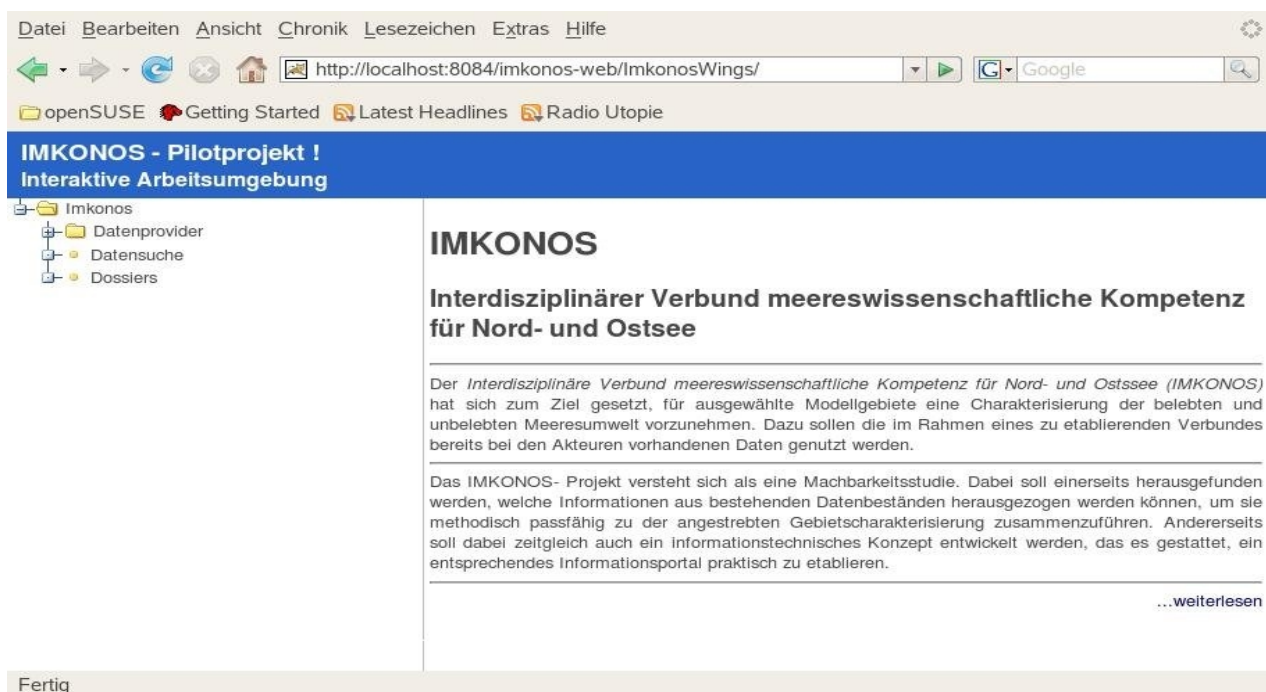 Datei Bearbeiten Ansicht Chronik Lesezeichen Extras Hilfe
http://localhost:8084/imkonos-web/ImkonosWings/
G Google
openSUSE Getting Started Latest Headlines Radio Utopie
IMKONOS - Pilotprojekt !
Interaktive Arbeitsumgebung
Imkonos
Datenprovider
Datensuche
Dossiers
IMKONOS
Interdisziplinärer Verbund meereswissenschaftliche Kompetenz
für Nord- und Ostsee
Der Interdisziplinäre Verbund meereswissenschaftliche Kompetenz für Nord- und Ostssee (IMKONOS)
hat sich zum Ziel gesetzt, für ausgewählte Modellgebiete eine Charakterisierung der belebten und
unbelebten Meeresumwelt vorzunehmen. Dazu sollen die im Rahmen eines zu etablierenden Verbundes
bereits bei den Akteuren vorhandenen Daten genutzt werden.
Das IMKONOS- Projekt versteht sich als eine Machbarkeitsstudie. Dabei soll einerseits herausgefunden
werden, welche Informationen aus bestehenden Datenbeständen herausgezogen werden können, um sie
methodisch passfähig zu der angestrebten Gebietscharakterisierung zusammenzuführen. Andererseits
soll dabei zeitgleich auch ein informationstechnisches Konzept entwickelt werden, das es gestattet, ein
entsprechendes Informationsportal praktisch zu etablieren.
...weiterlesen
Fertig